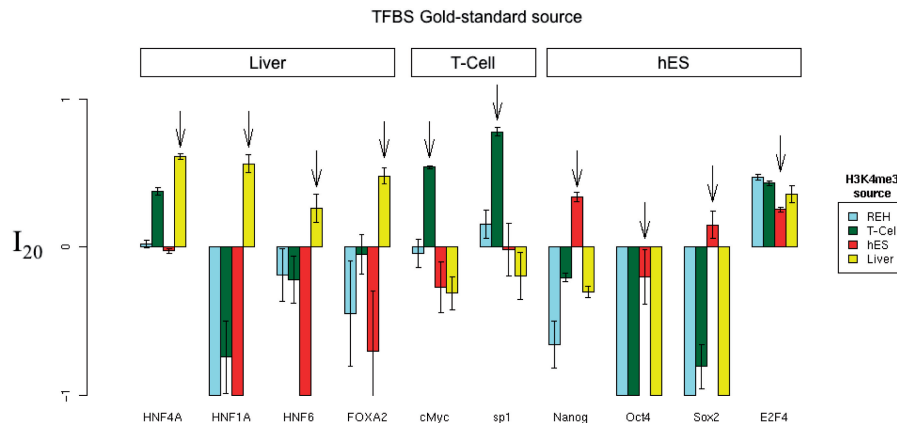 TFBS Gold-standard source
Liver T-Cell hES
1
0
-1
I20
H3K4me3
source
REH
T-Cell
hES
Liver
HNF4A HNF1A HNF6 FOXA2 cMyc sp1 Nanog Oct4 Sox2 E2F4